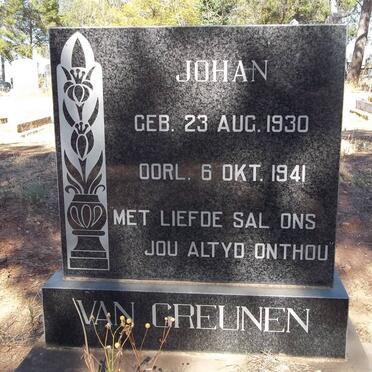 JOHAN
GEB. 23 AUG. 1930
OORL. 6 OKT. 1941
MET LIEFDE SAL ONS
JOU ALTYD ONTHOU
VAN GREUNEN